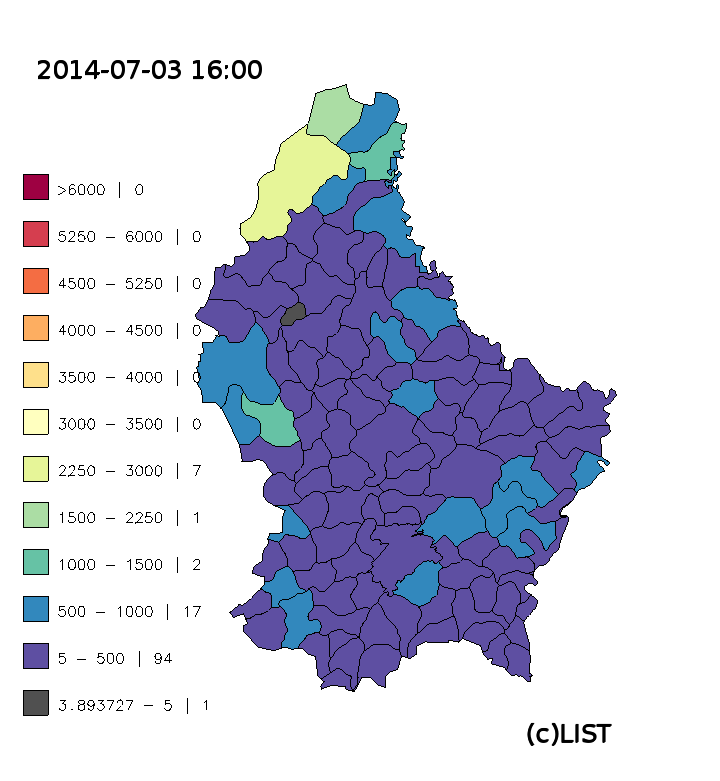 2014-07-03 16:00
>6000 | 0
5250 - 6000 | 0
4500 - 5250 | 0
4000 - 4500 | 0
3500 - 4000 | 0
3000 - 3500 | 0
2250 - 3000 | 7
1500 - 2250 | 1
1000 - 1500 | 2
500 - 1000 | 17
5 - 500 | 94
3.893727 - 5 | 1
(c)LIST